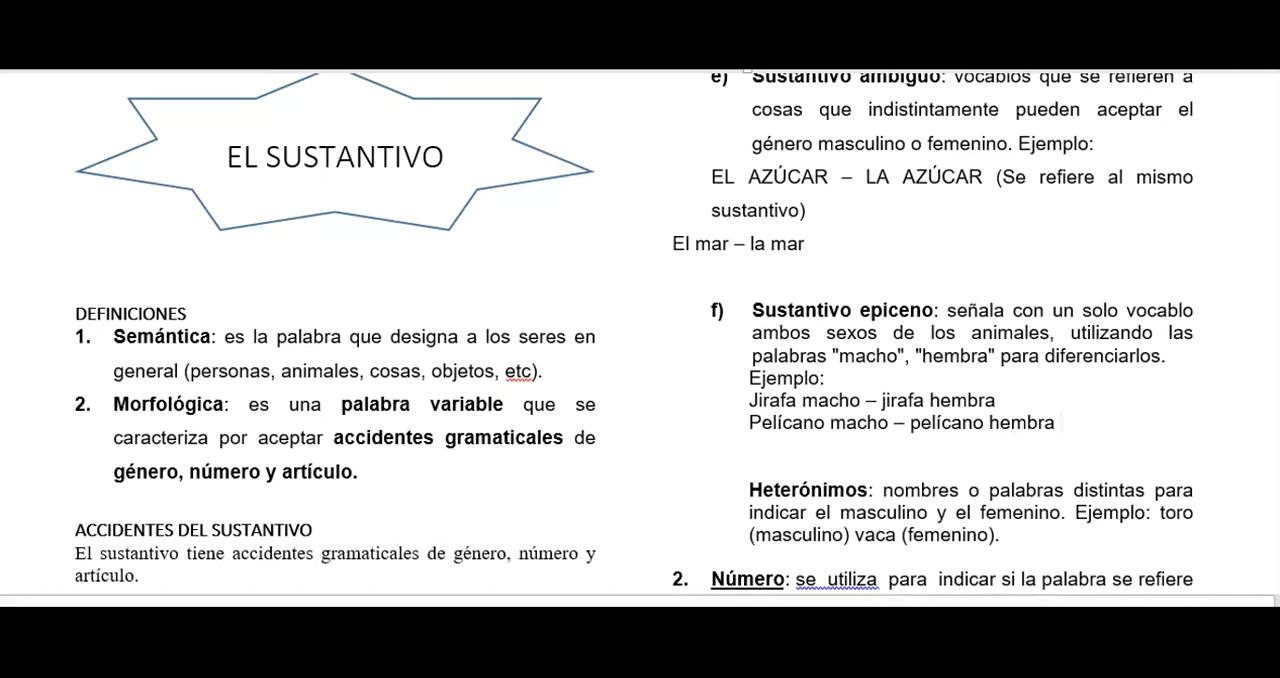 EL SUSTANTIVO
DEFINICIONES
1. Semántica: es la palabra que designa a los seres en
general (personas, animales, cosas, objetos, etc).
2. Morfológica: es una palabra variable que se
caracteriza por aceptar accidentes gramaticales de
género, número y artículo.
ACCIDENTES DEL SUSTANTIVO
El sustantivo tiene accidentes gramaticales de género, número y
artículo.
e) Sustantivo ambiguo: vocablos que se refieren a
cosas que indistintamente pueden aceptar el
género masculino o femenino. Ejemplo:
EL AZÚCAR – LA AZÚCAR (Se refiere al mismo
sustantivo)
El mar – la mar
f) Sustantivo epiceno: señala con un solo vocablo
ambos sexos de los animales, utilizando las
palabras "macho", "hembra" para diferenciarlos.
Ejemplo:
Jirafa macho – jirafa hembra
Pelícano macho – pelícano hembra
Heterónimos: nombres o palabras distintas para
indicar el masculino y el femenino. Ejemplo: toro
(masculino) vaca (femenino).
2. Número: se utiliza para indicar si la palabra se refiere